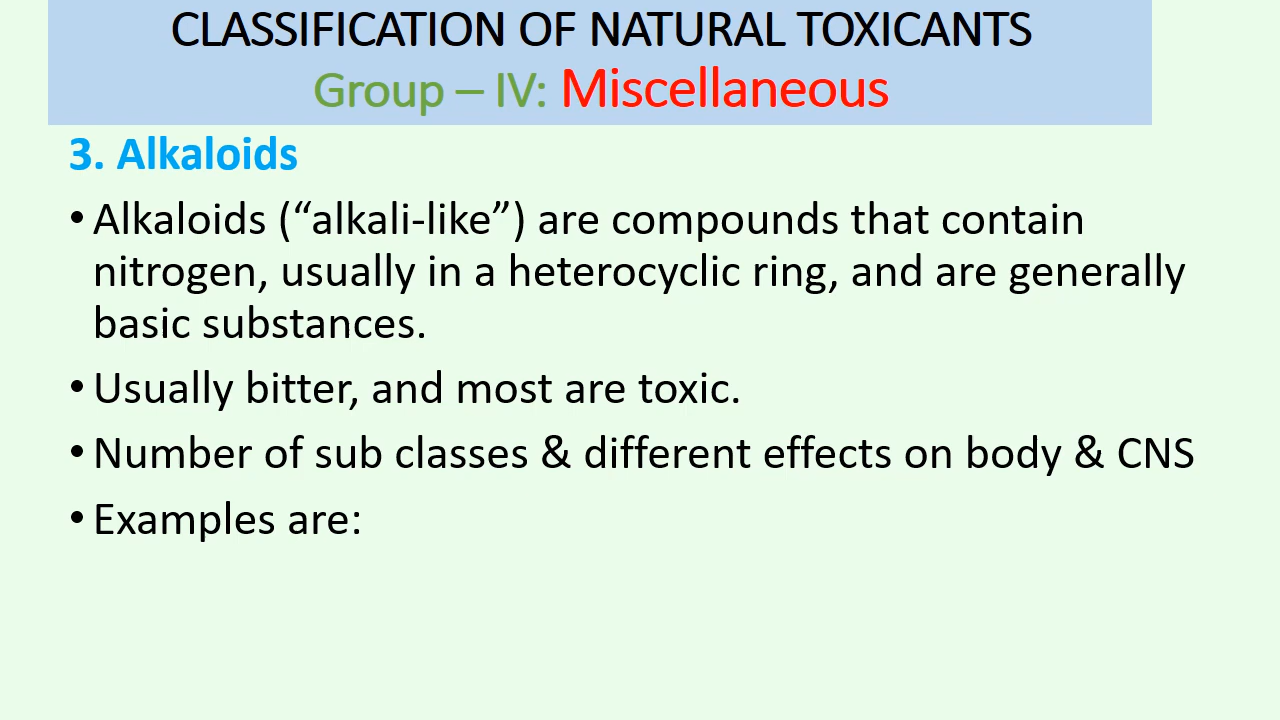 CLASSIFICATION OF NATURAL TOXICANTS
Group – IV: Miscellaneous
3. Alkaloids
• Alkaloids (“alkali-like”) are compounds that contain
nitrogen, usually in a heterocyclic ring, and are generally
basic substances.
• Usually bitter, and most are toxic.
• Number of sub classes & different effects on body & CNS
• Examples are: